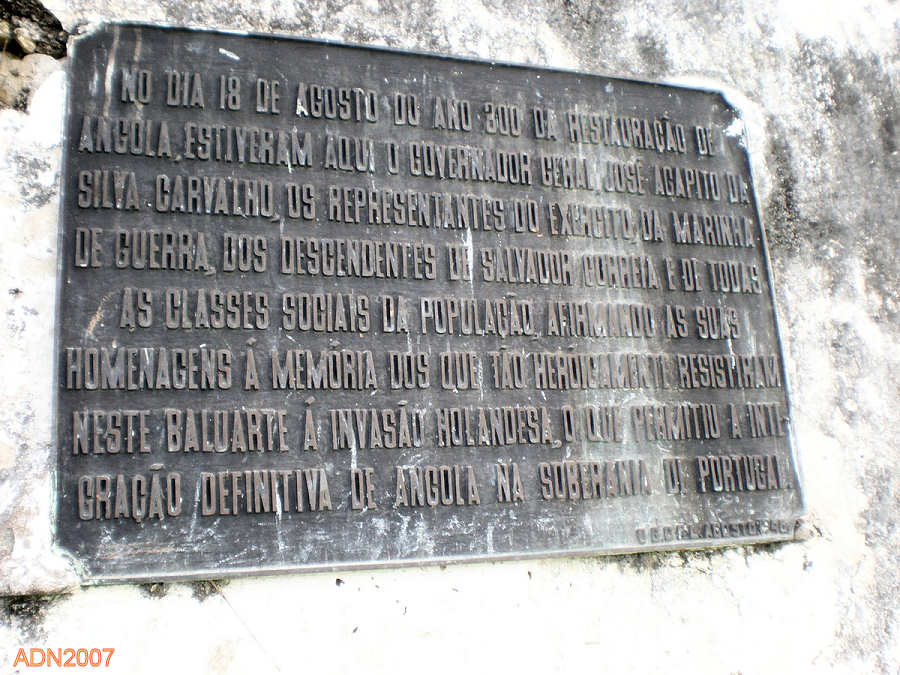 NO DIA 18 DE AGOSTO DO ANO 300 DA RESTAURAÇÃO DE
ANGOLA, ESTIVERAM AQUI O GOVERNADOR GERAL JOSÉ AGAPITO DA
SILVA CARVALHO, OS REPRESENTANTES DO EXERCITO, DA MARINHA
DE GUERRA, DOS DESCENDENTES DE SALVADOR CORREIA E DE TODAS
AS CLASSES SOCIAIS DA POPULAÇÃO, AFIRMANDO AS SUAS
HOMENAGENS À MEMÓRIA DOS QUE TÃO HERÓICAMENTE RESISTIRAM
NESTE BALUARTE À INVASÃO HOLANDESA, O QUE PERMITIU A INTE-
GRAÇÃO DEFINITIVA DE ANGOLA NA SOBERANIA DE PORTUGAL.
AGOSTO
ADN2007